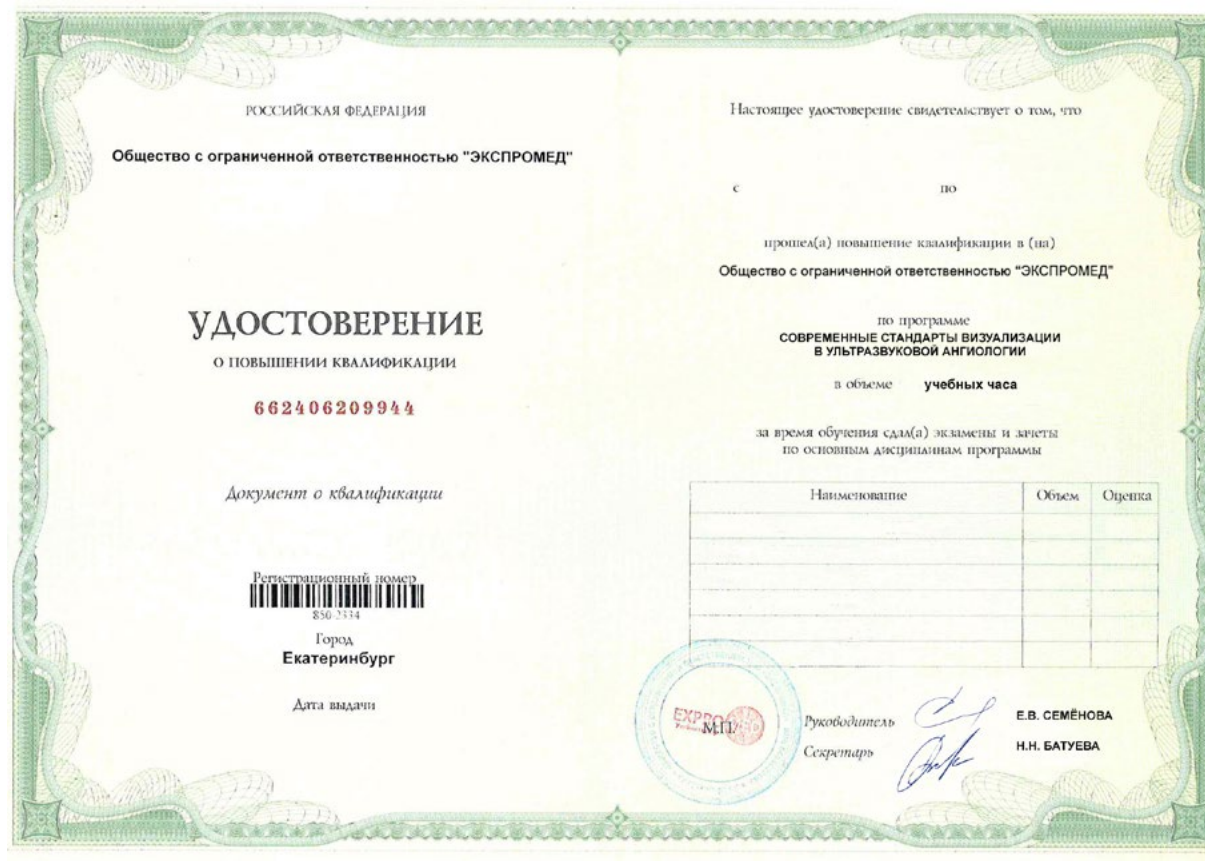 РОССИЙСКАЯ ФЕДЕРАЦИЯ
Общество с ограниченной ответственностью "ЭКСПРОМЕД"
УДОСТОВЕРЕНИЕ
О ПОВЫШЕНИИ КВАЛИФИКАЦИИ
662406209944
Документ о квалификации
Регистрационный номер
850-2334
Город
Екатеринбург
Дата выдачи
Настоящее удостоверение свидетельствует о том, что
с по
прошел(а) повышение квалификации в (на)
Общество с ограниченной ответственностью "ЭКСПРОМЕД"
по программе
СОВРЕМЕННЫЕ СТАНДАРТЫ ВИЗУАЛИЗАЦИИ
В УЛЬТРАЗВУКОВОЙ АНГИОЛОГИИ
в объеме учебных часа
за время обучения сдал(а) экзамены и зачеты
по основным дисциплинам программы
Наименование Объем Оценка
М.П.
Руководитель Е.В. СЕМЁНОВА
Секретарь Н.Н. БАТУЕВА